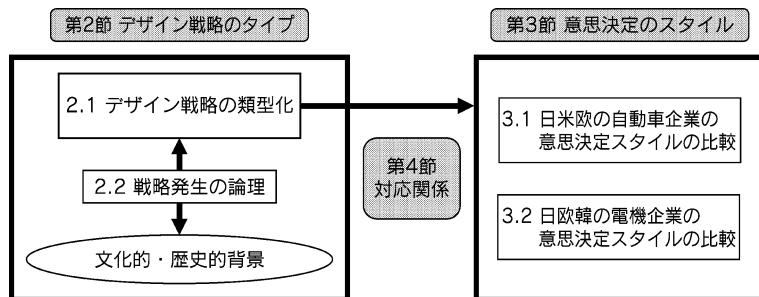 第2節 デザイン戦略のタイプ
2.1 デザイン戦略の類型化
2.2 戦略発生の論理
文化的・歴史的背景
第4節
対応関係
第3節 意思決定のスタイル
3.1 日米欧の自動車企業の
意思決定スタイルの比較
3.2 日欧韓の電機企業の
意思決定スタイルの比較